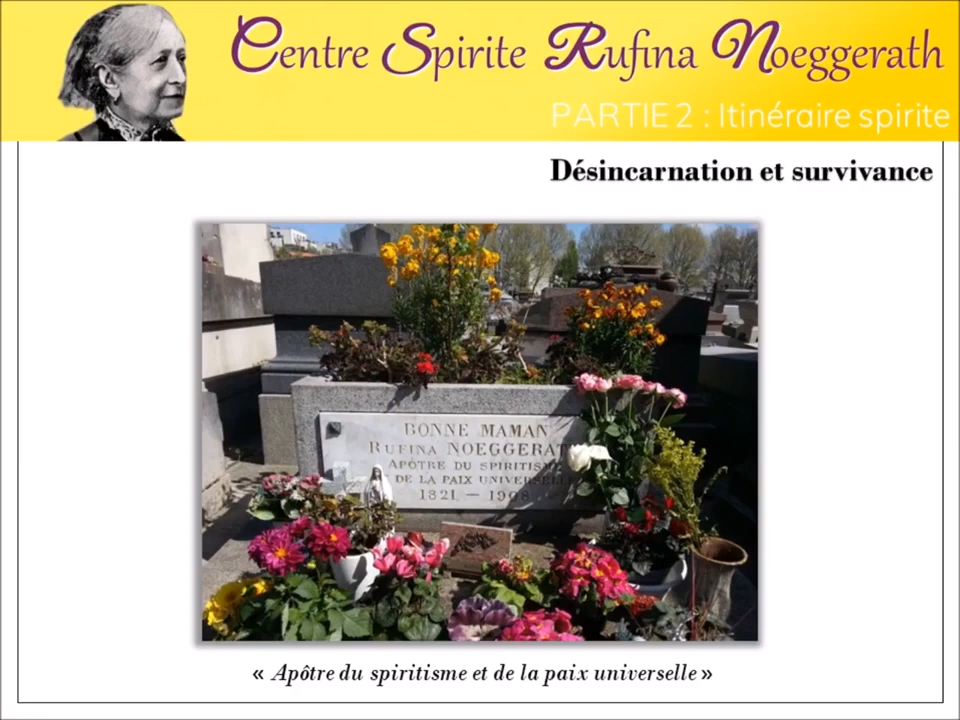 Centre Spirite Rufina Noeggerath
PARTIE 2 : Itinéraire spirite
Désincarnation et survivance
BONNE MAMAN
RUFINA NOEGGERAT
APÔTRE DU SPIRITISME
DE LA PAIX UNIVERSELLE
1821 — 1908
« Apôtre du spiritisme et de la paix universelle »